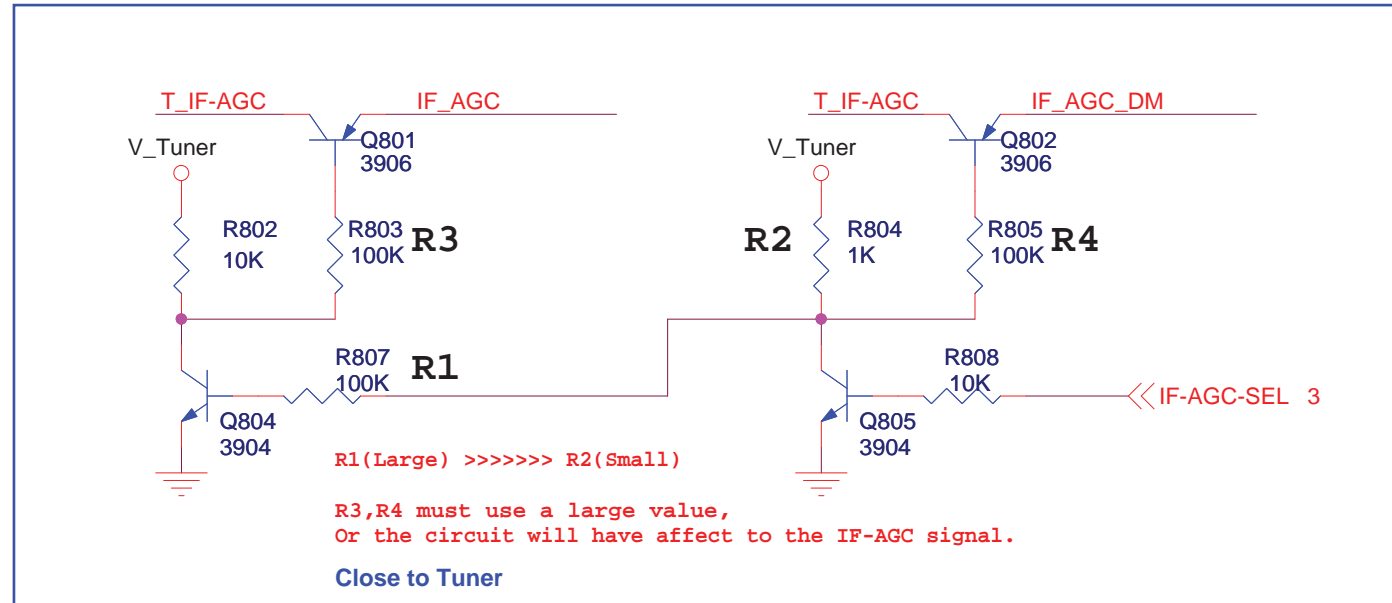 T_IF-AGC
IF_AGC
T_IF-AGC
IF_AGC_DM
Q801
3906
Q802
3906
V_Tuner
V_Tuner
R802
10K
R803
100K
R3
R2
R804
1K
R805
100K
R4
R807
100K
R1
R808
10K
IF-AGC-SEL 3
Q804
3904
Q805
3904
R1(Large) >>>>>>> R2(Small)
R3,R4 must use a large value,
Or the circuit will have affect to the IF-AGC signal.
Close to Tuner